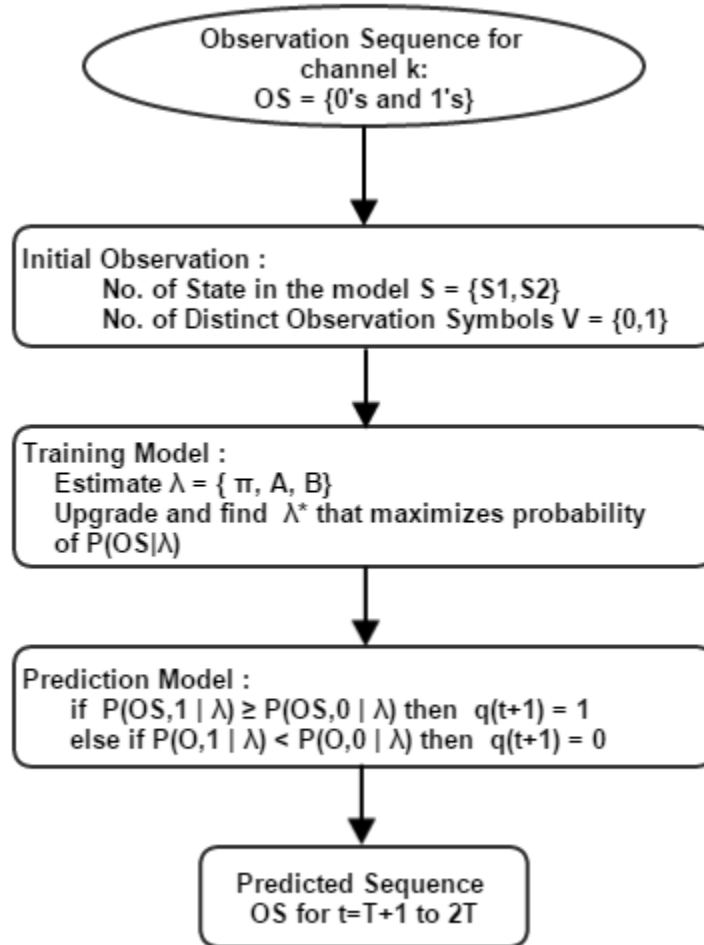 Observation Sequence for
channel k:
OS = {0's and 1's}
Initial Observation :
No. of State in the model S = {S1,S2}
No. of Distinct Observation Symbols V = {0,1}
Training Model :
Estimate λ = { π, A, B}
Upgrade and find λ* that maximizes probability
of P(OS|λ)
Prediction Model :
if P(OS,1 | λ) ≥ P(OS,0 | λ) then q(t+1) = 1
else if P(O,1 | λ) < P(O,0 | λ) then q(t+1) = 0
Predicted Sequence
OS for t=T+1 to 2T